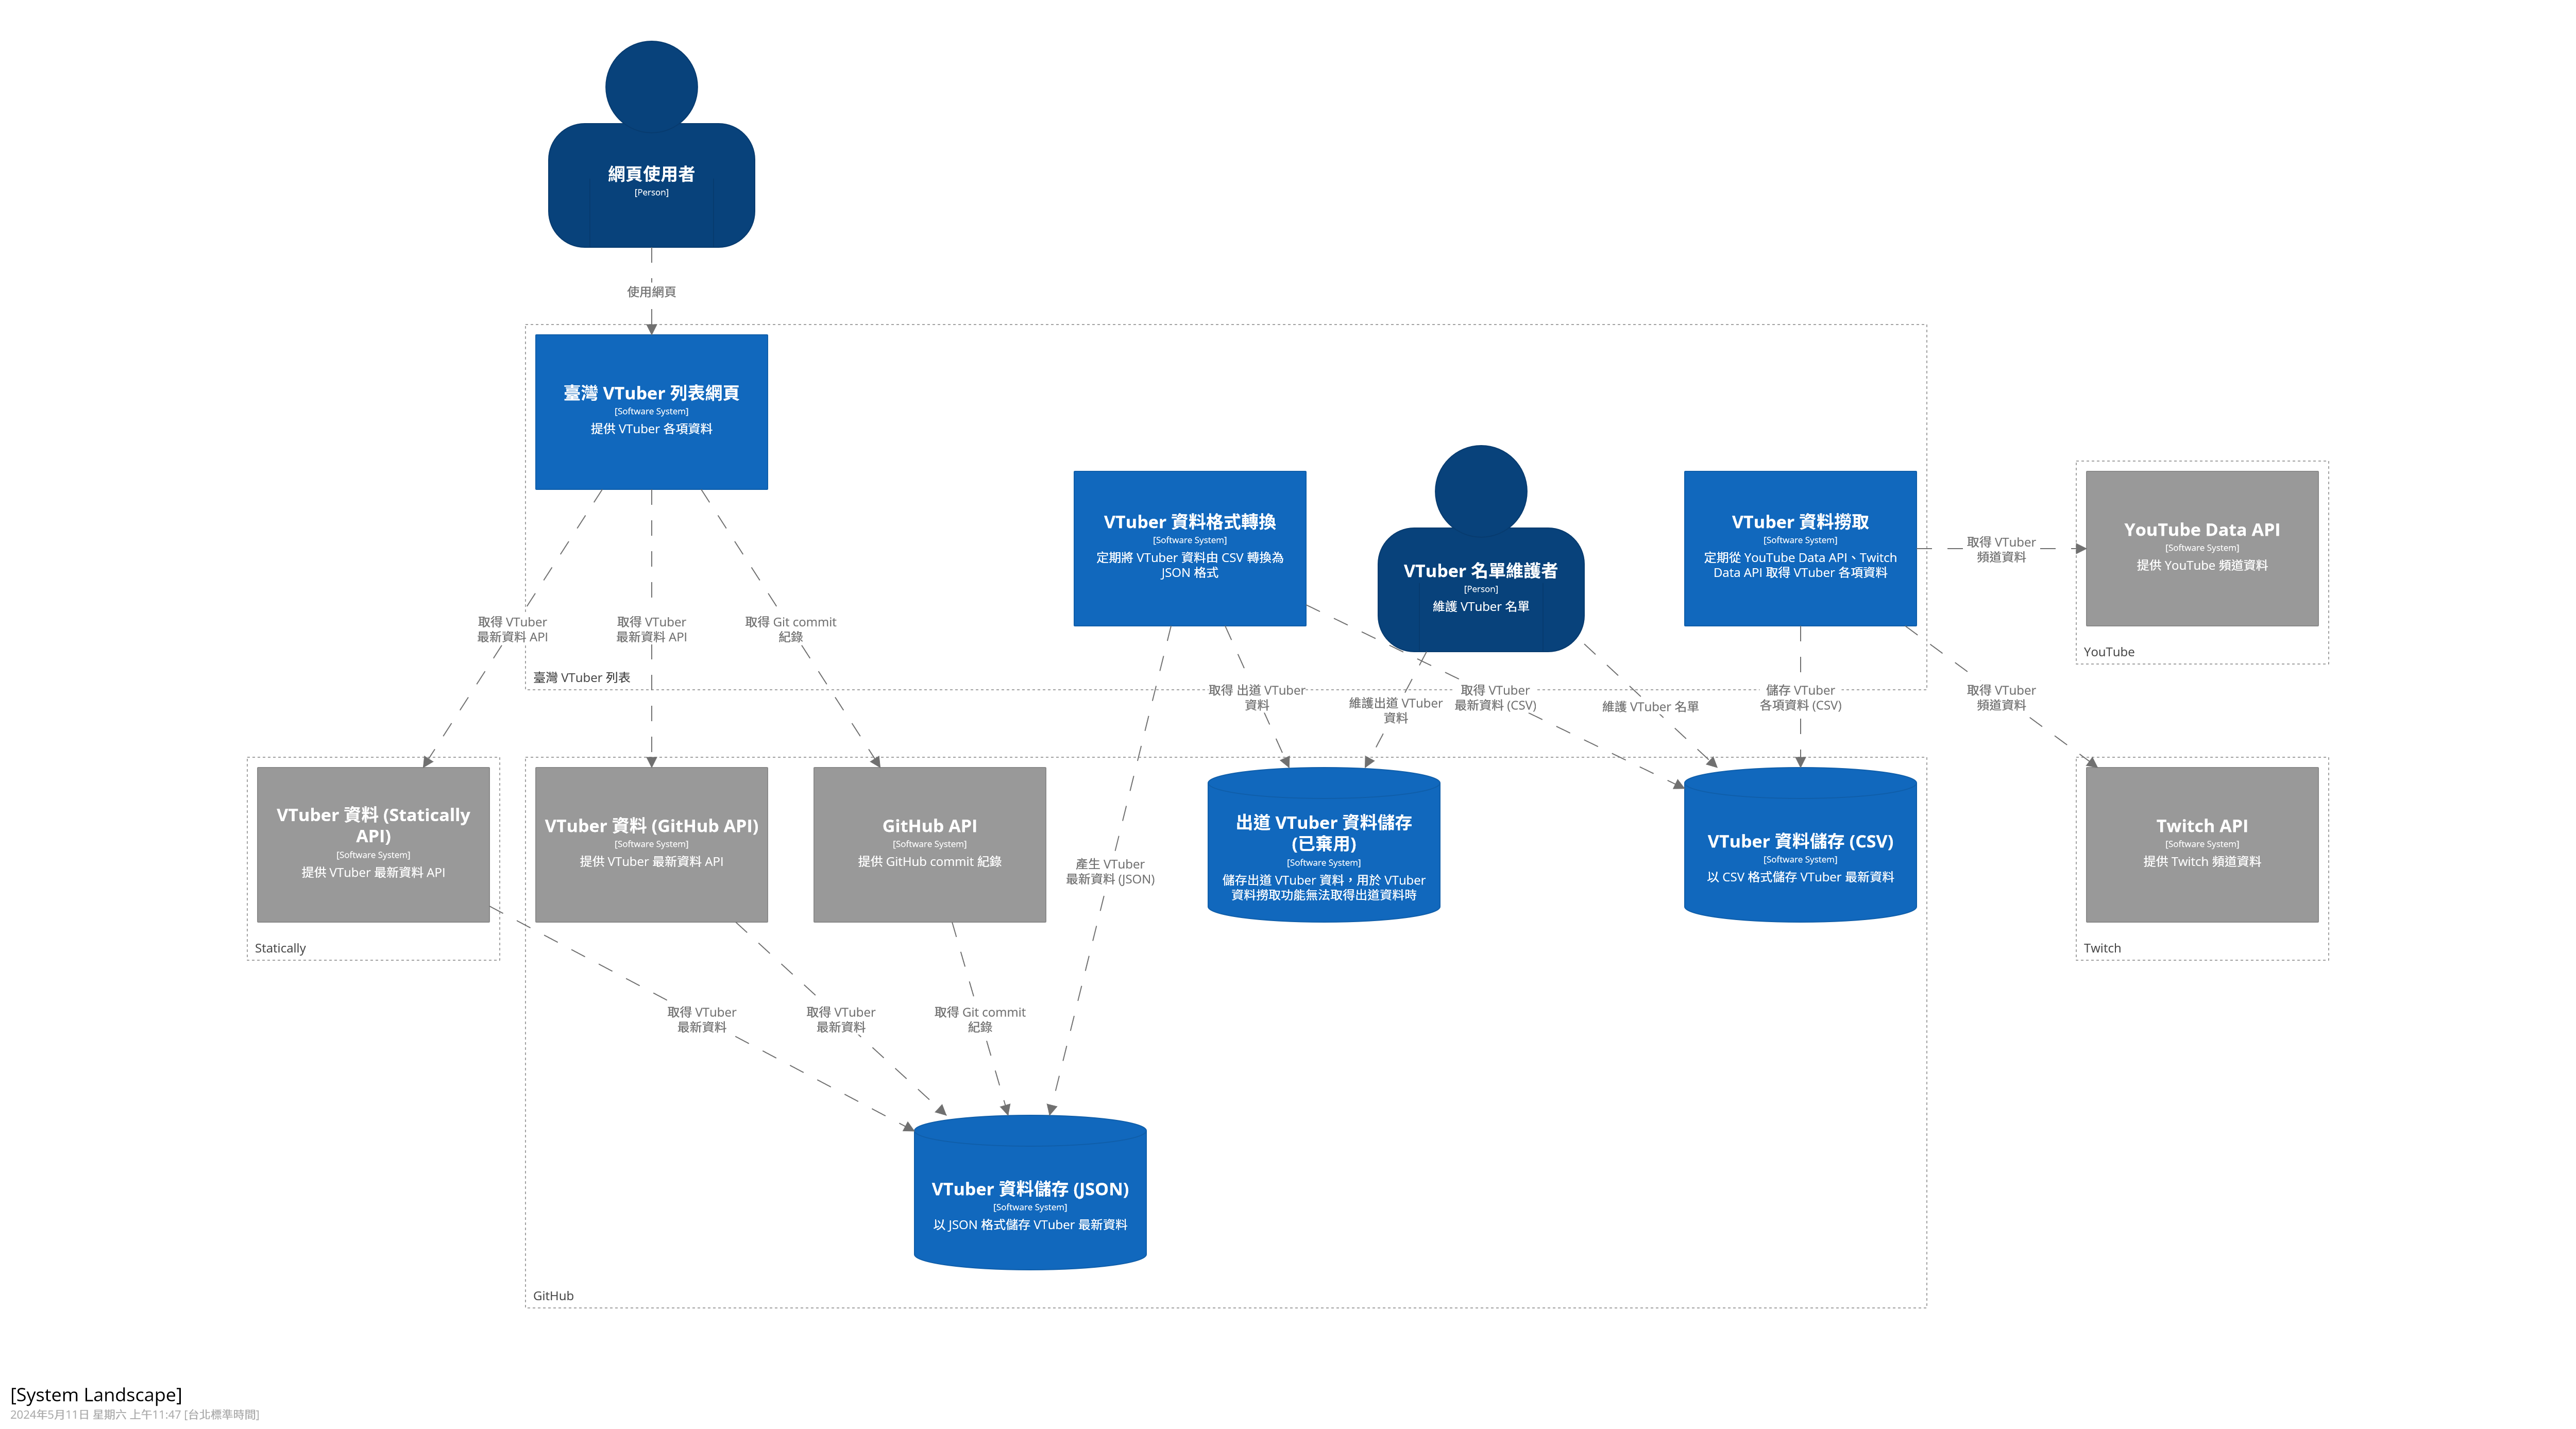 網頁使用者
[Person]
使用網頁
臺灣 VTuber 列表網頁
[Software System]
提供 VTuber 各項資料
VTuber 資料格式轉換
[Software System]
定期將 VTuber 資料由 CSV 轉換為
JSON 格式
VTuber 名單維護者
[Person]
維護 VTuber 名單
VTuber 資料撈取
[Software System]
定期從 YouTube Data API、Twitch
Data API 取得 VTuber 各項資料
取得 VTuber
頻道資料
YouTube Data API
[Software System]
提供 YouTube 頻道資料
YouTube
取得 VTuber
最新資料 API
取得 VTuber
最新資料 API
取得 Git commit
紀錄
臺灣 VTuber 列表
取得 出道 VTuber
資料
維護出道 VTuber
資料
取得 VTuber
最新資料 (CSV)
維護 VTuber 名單
儲存 VTuber
各項資料 (CSV)
取得 VTuber
頻道資料
VTuber 資料 (Statically
API)
[Software System]
提供 VTuber 最新資料 API
Statically
VTuber 資料 (GitHub API)
[Software System]
提供 VTuber 最新資料 API
GitHub API
[Software System]
提供 GitHub commit 紀錄
產生 VTuber
最新資料 (JSON)
出道 VTuber 資料儲存
(已棄用)
[Software System]
儲存出道 VTuber 資料，用於 VTuber
資料撈取功能無法取得出道資料時
VTuber 資料儲存 (CSV)
[Software System]
以 CSV 格式儲存 VTuber 最新資料
Twitch API
[Software System]
提供 Twitch 頻道資料
Twitch
取得 VTuber
最新資料
取得 VTuber
最新資料
取得 Git commit
紀錄
VTuber 資料儲存 (JSON)
[Software System]
以 JSON 格式儲存 VTuber 最新資料
GitHub
[System Landscape]
2024年5月11日 星期六 上午11:47 [台北標準時間]